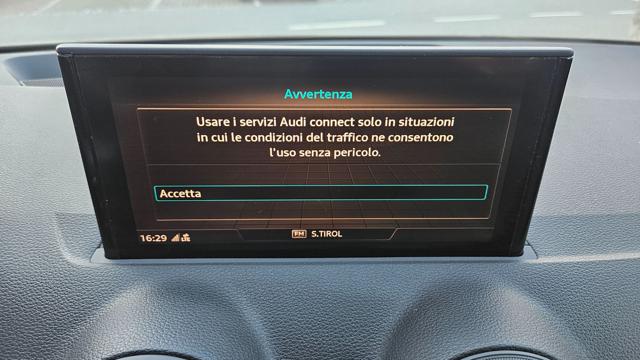 Avvertenza
Usare i servizi Audi connect solo in situazioni
in cui le condizioni del traffico ne consentono
l'uso senza pericolo.
Accetta
16:29 LTE FM S.TIROL